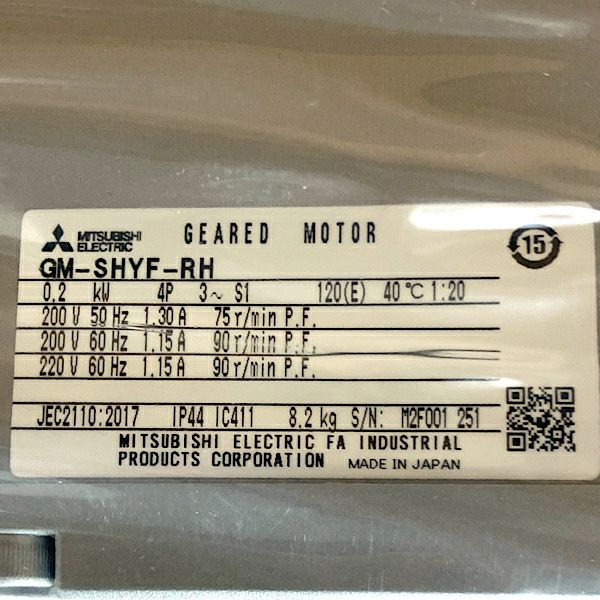 MITSUBISHI ELECTRIC GEARED MOTOR 15
GM-SHYF-RH
0.2 kW 4P 3~ S1 120(E) 40℃ 1:20
200 V 50 Hz 1.30 A 75 r/min P.F.
200 V 60 Hz 1.15 A 90 r/min P.F.
220 V 60 Hz 1.15 A 90 r/min P.F.
JEC2110:2017 IP44 IC411 8.2 kg S/N: M2F001 251
MITSUBISHI ELECTRIC FA INDUSTRIAL
PRODUCTS CORPORATION MADE IN JAPAN